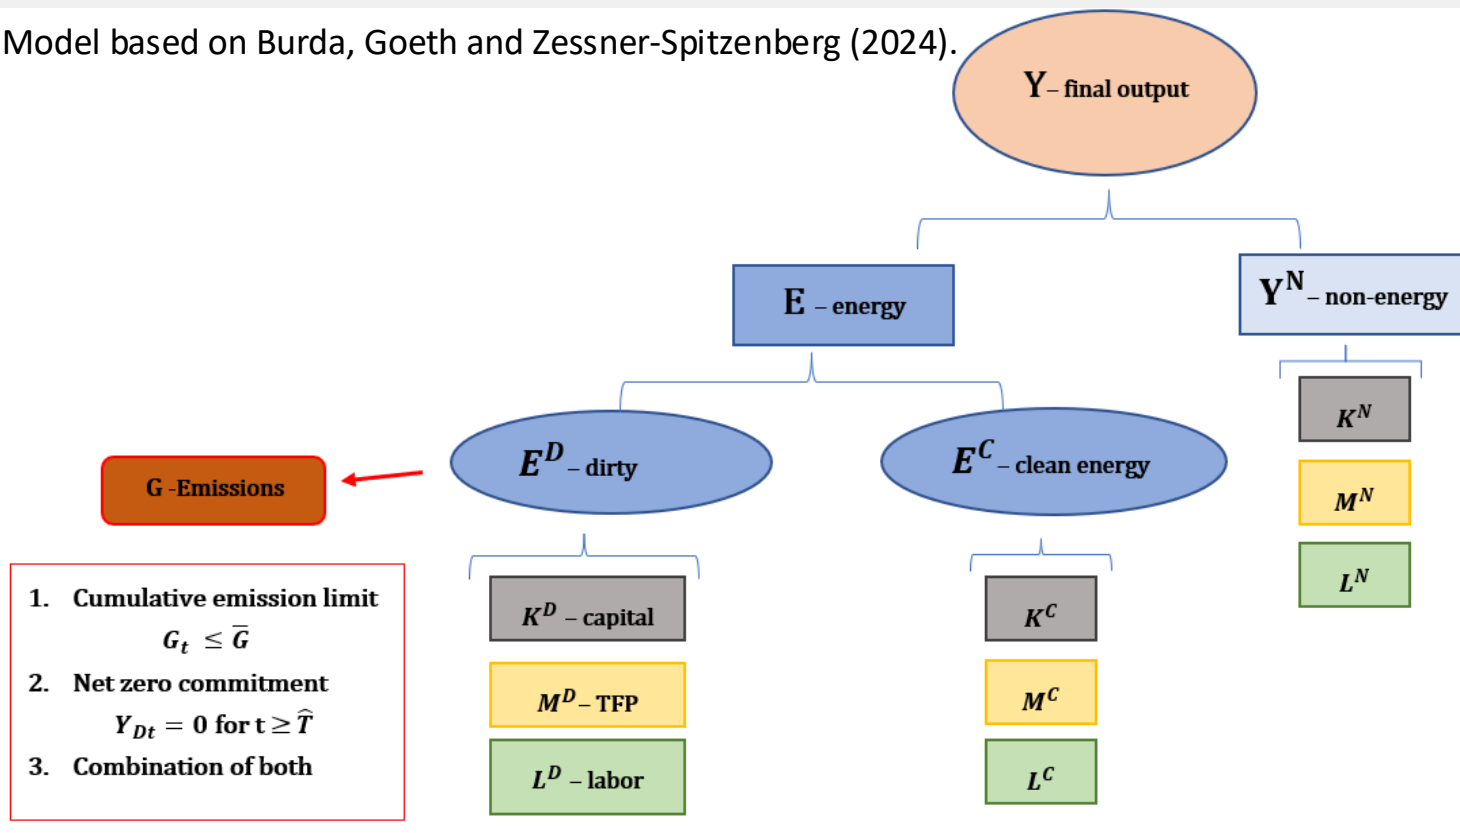 Model based on Burda, Goeth and Zessner-Spitzenberg (2024).
Y – final output
E – energy
Y^N – non-energy
E^D – dirty
E^C – clean energy
G -Emissions
K^N
M^N
L^N
1. Cumulative emission limit
G_t ≤ G̅
2. Net zero commitment
Y_Dt = 0 for t ≥ T̂
3. Combination of both
K^D – capital
M^D – TFP
L^D – labor
K^C
M^C
L^C